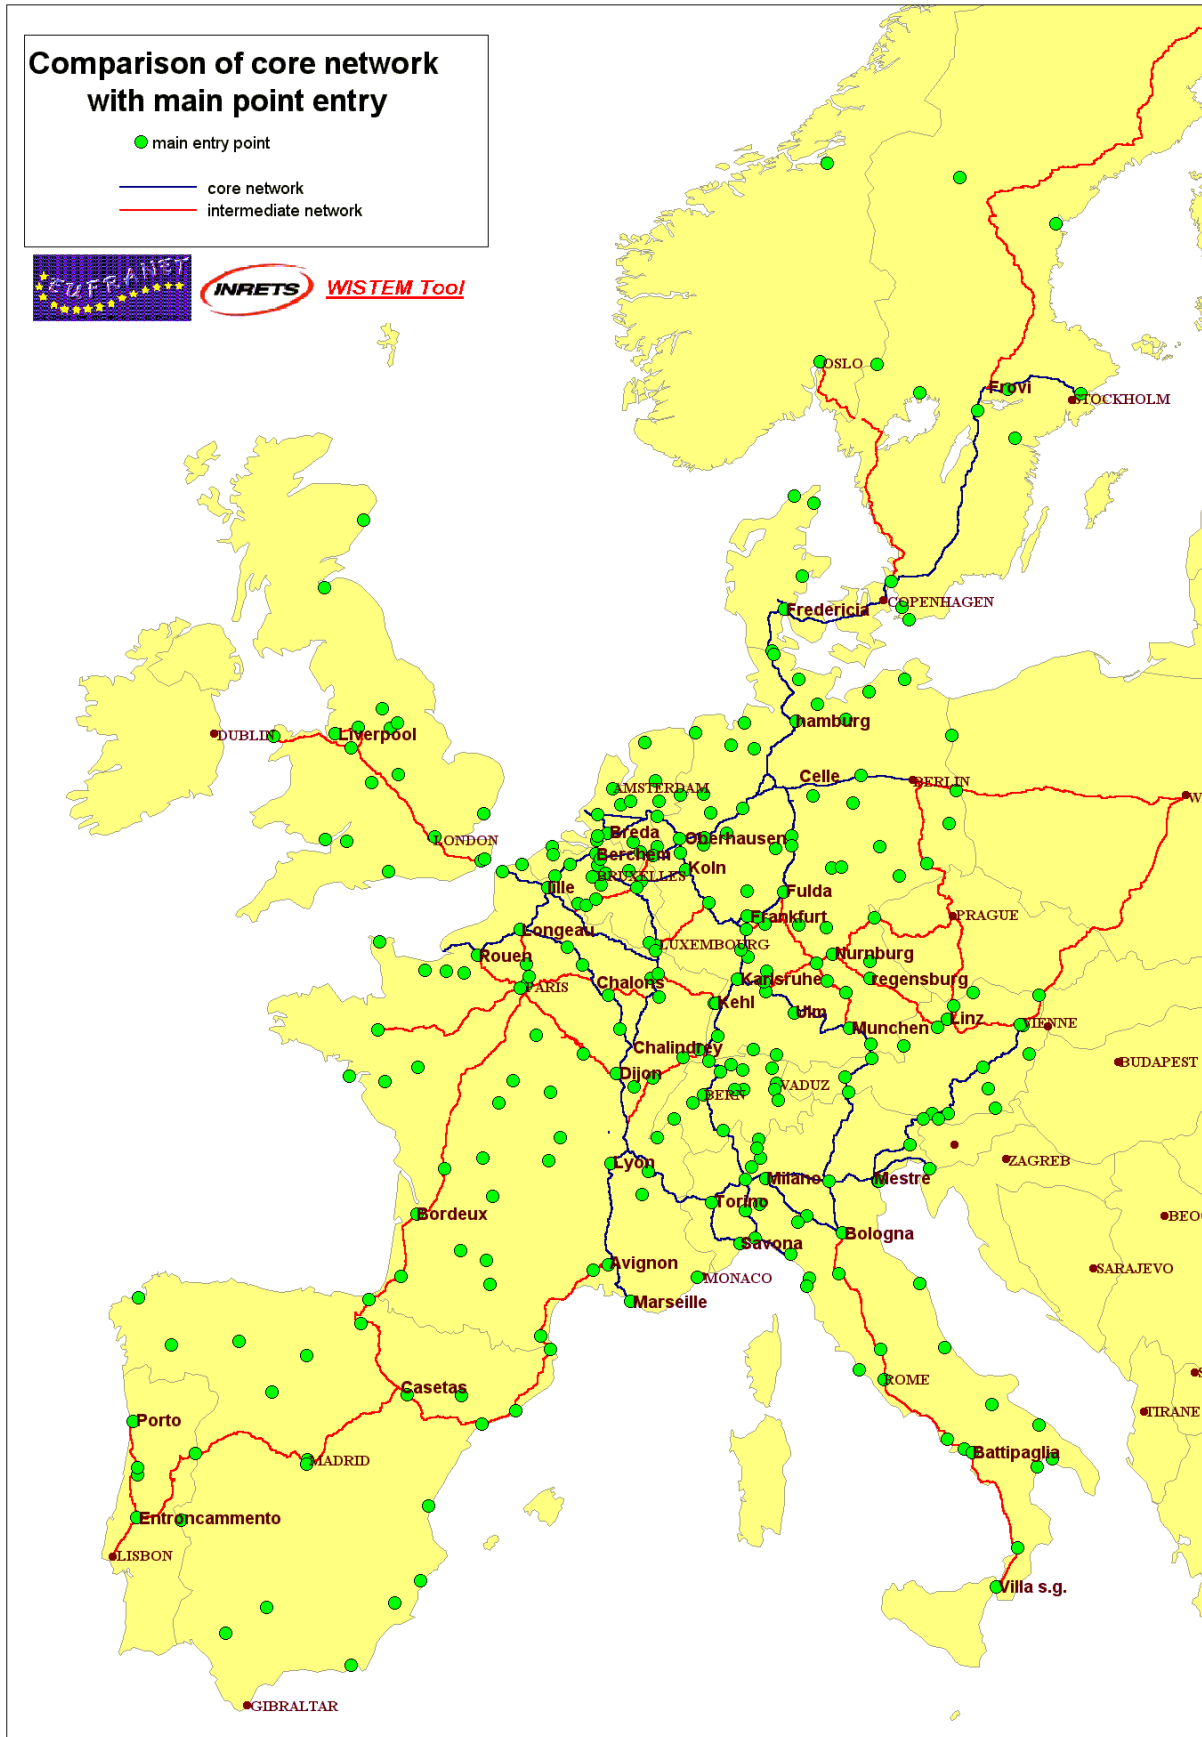 Comparison of core network
with main point entry
main entry point
core network
intermediate network
EUFRANET
INRETS
WISTEM Tool
OSLO
Frovi
STOCKHOLM
COPENHAGEN
Fredericia
hamburg
DUBLIN
Liverpool
Celle
BERLIN
AMSTERDAM
W
LONDON
Breda
Oberhausen
Berchem
BRUXELLES
Koln
lille
Fulda
Frankfurt
PRAGUE
Longeau
LUXEMBOURG
Rouen
Nurnburg
PARIS
Chalons
Karlsruhe
regensburg
Kehl
Ulm
Linz
Munchen
VIENNE
Chalindrey
BUDAPEST
Dijon
BERN
VADUZ
ZAGREB
Lyon
Milano
Mestre
Torino
Bordeux
BEO
Bologna
Savona
Avignon
SARAJEVO
MONACO
Marseille
S
ROME
Casetas
TIRANE
Porto
Battipaglia
MADRID
Entroncammento
LISBON
Villa s.g.
GIBRALTAR